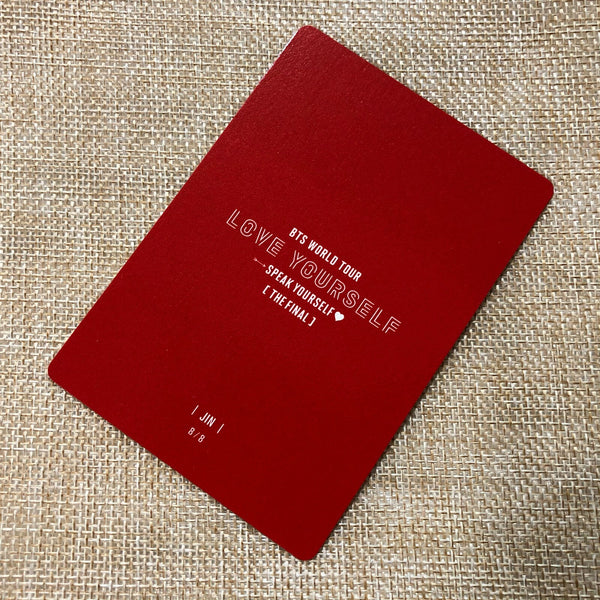 BTS WORLD TOUR
LOVE YOURSELF
SPEAK YOURSELF♥
[ THE FINAL ]
| JIN |
8/8